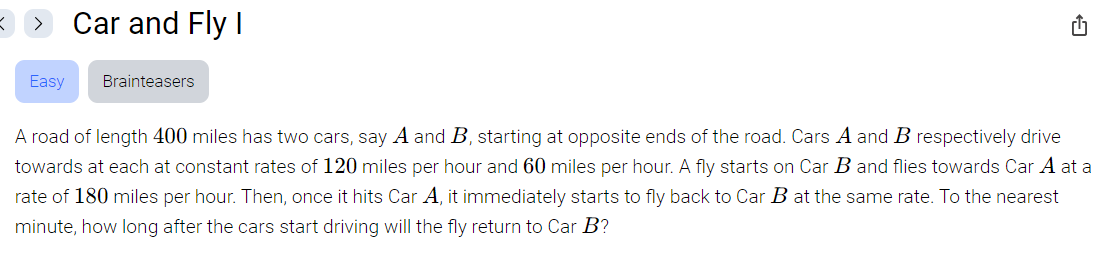 Car and Fly I
Easy
Brainteasers
A road of length 400 miles has two cars, say A and B, starting at opposite ends of the road. Cars A and B respectively drive
towards at each at constant rates of 120 miles per hour and 60 miles per hour. A fly starts on Car B and flies towards Car A at a
rate of 180 miles per hour. Then, once it hits Car A, it immediately starts to fly back to Car B at the same rate. To the nearest
minute, how long after the cars start driving will the fly return to Car B?